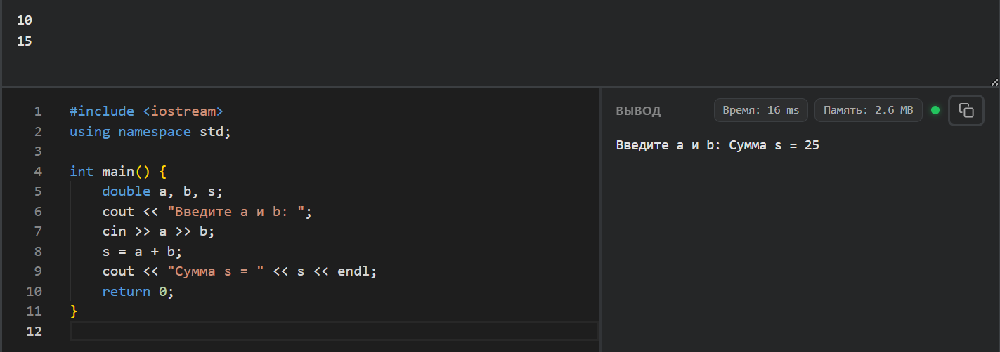 10
15
1 #include <iostream>
2 using namespace std;
3
4 int main() {
5     double a, b, s;
6     cout << "Введите a и b: ";
7     cin >> a >> b;
8     s = a + b;
9     cout << "Сумма s = " << s << endl;
10     return 0;
11 }
12
ВЫВОД Время: 16 ms Память: 2.6 MB
Введите a и b: Сумма s = 25